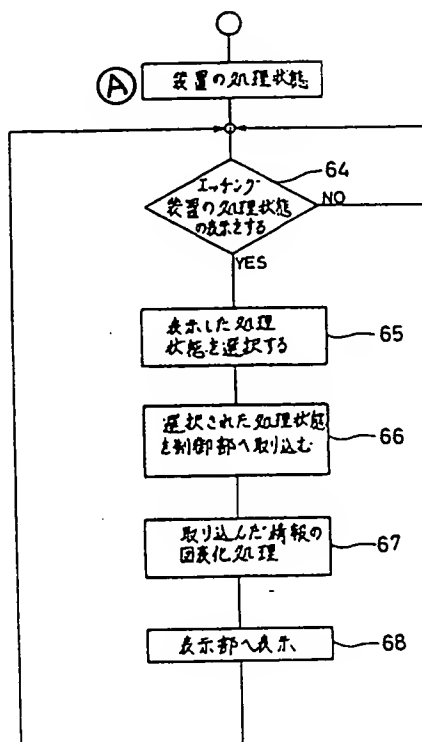 A
装置の処理状態
64
エッチング
装置の処理状態
の表示をする
NO
YES
表示した処理
状態を選択する
65
選択された処理状態
を制御部へ取り込む
66
取り込んだ情報の
図表化処理
67
表示部へ表示
68